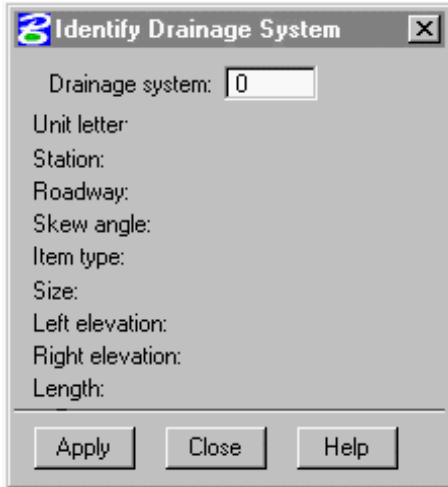 Identify Drainage System
Drainage system: 0
Unit letter:
Station:
Roadway:
Skew angle:
Item type:
Size:
Left elevation:
Right elevation:
Length:
Apply Close Help